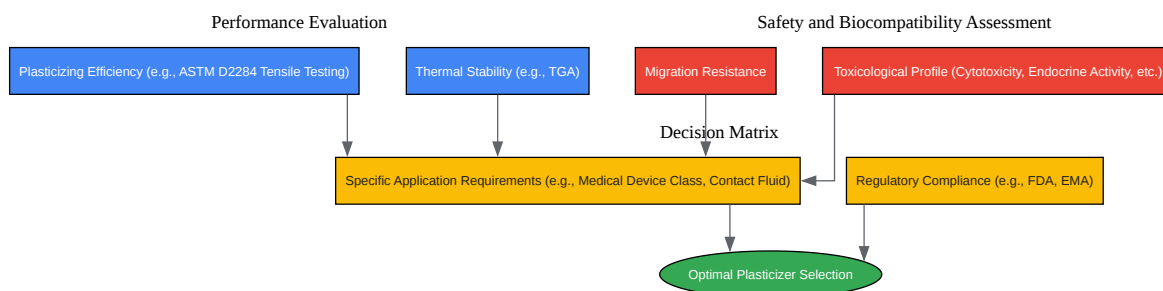 Performance Evaluation
Safety and Biocompatibility Assessment
Plasticizing Efficiency (e.g., ASTM D2284 Tensile Testing)
Thermal Stability (e.g., TGA)
Migration Resistance
Toxicological Profile (Cytotoxicity, Endocrine Activity, etc.)
Decision Matrix
Specific Application Requirements (e.g., Medical Device Class, Contact Fluid)
Regulatory Compliance (e.g., FDA, EMA)
Optimal Plasticizer Selection